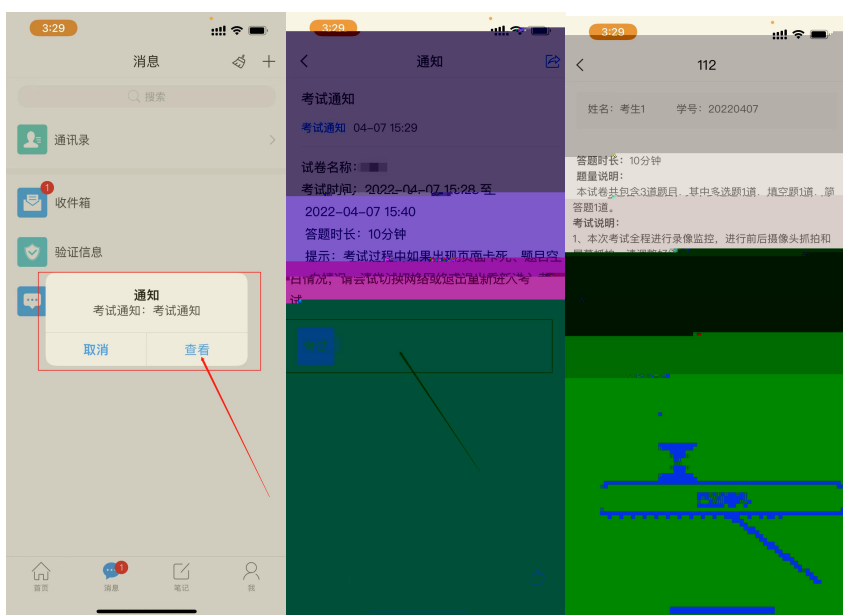 3:29
消息
搜索
通讯录
1
收件箱
验证信息
通知
考试通知：考试通知
取消
查看
首页
1
消息
笔记
我
3:29
通知
考试通知
考试通知 04-07 15:29
试卷名称：
考试时间：2022-04-07 15:28 至
2022-04-07 15:40
答题时长：10分钟
提示：考试过程中如果出现页面卡死、题目空
白情况，请尝试切换网络或退出重新进入考
试
3:29
112
姓名：考生1 学号：20220407
答题时长：10分钟
题量说明：
本试卷共包含3道题目，其中多选题1道，填空题1道，简
答题1道。
考试说明：
1、本次考试全程进行录像监控，进行前后摄像头抓拍和